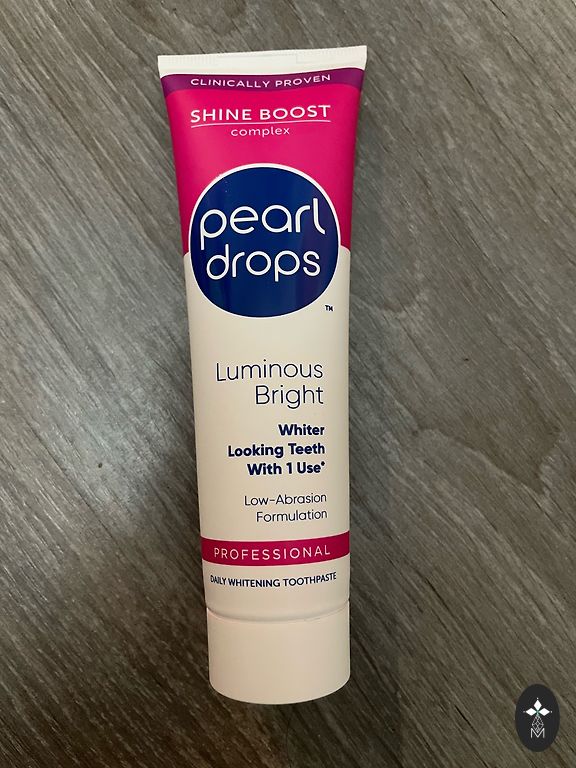 CLINICALLY PROVEN
SHINE BOOST
complex
pearl
drops
TM
Luminous
Bright
Whiter
Looking Teeth
With 1 Use*
Low-Abrasion
Formulation
PROFESSIONAL
DAILY WHITENING TOOTHPASTE
M